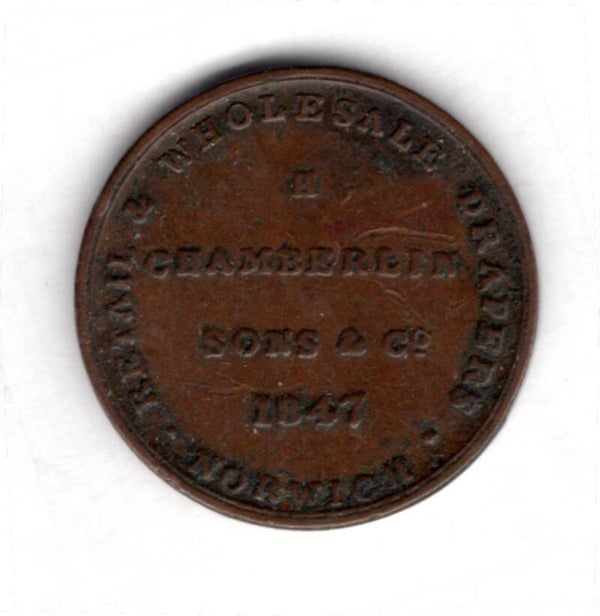 RETAIL & WHOLESALE DRAPERS
H
CHAMBERLIN
SONS & Co
1847
NORWICH